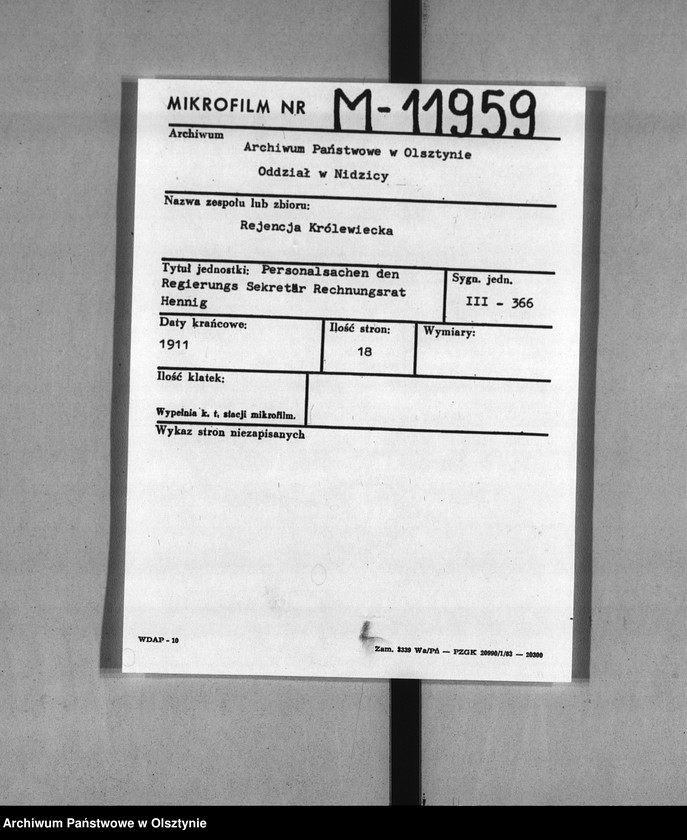 MIKROFILM NR M-11959
Archiwum
Archiwum Państwowe w Olsztynie
Oddział w Nidzicy
Nazwa zespołu lub zbioru:
Rejencja Królewiecka
Tytuł jednostki: Personalsachen den
Regierungs Sekretär Rechnungsrat
Hennig
Sygn. jedn.
III - 366
Daty krańcowe:
1911
Ilość stron:
18
Wymiary:
Ilość klatek:
Wypełnia k. t. stacji mikrofilm.
Wykaz stron niezapisanych
WDAP - 10
Zam. 3339 Wa/Pń — PZGK 20990/1/83 — 20300
Archiwum Państwowe w Olsztynie